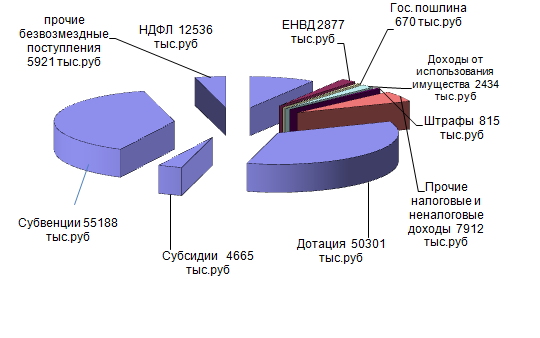 прочие
безвозмездные
поступления
5921 тыс.руб
НДФЛ 12536
тыс.руб
ЕНВД 2877
тыс.руб
Гос. пошлина
670 тыс.руб
Доходы от
использования
имущества 2434
тыс.руб
Штрафы 815
тыс.руб
Прочие
налоговые и
неналоговые
доходы 7912
тыс.руб
Дотация 50301
тыс.руб
Субсидии 4665
тыс.руб
Субвенции 55188
тыс.руб